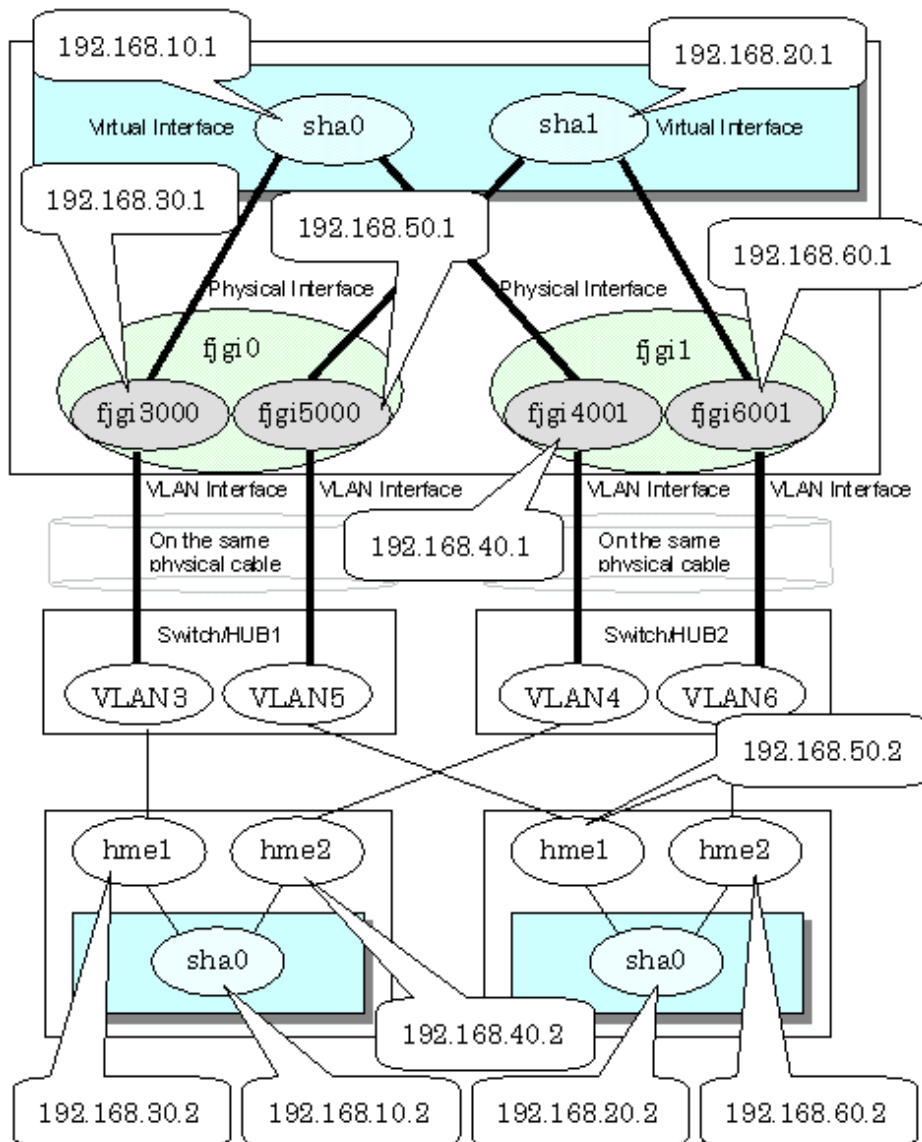 192.168.10.1
192.168.20.1
Virtual Interface
sha0
sha1
Virtual Interface
192.168.30.1
192.168.50.1
192.168.60.1
Physical Interface
Physical Interface
fjgi0
fjgi1
fjgi3000
fjgi5000
fjgi4001
fjgi6001
VLAN Interface
VLAN Interface
VLAN Interface
VLAN Interface
On the same
physical cable
192.168.40.1
On the same
physical cable
Switch/HUB1
Switch/HUB2
VLAN3
VLAN5
VLAN4
VLAN6
192.168.50.2
hme1
hme2
hme1
hme2
sha0
sha0
192.168.40.2
192.168.30.2
192.168.10.2
192.168.20.2
192.168.60.2